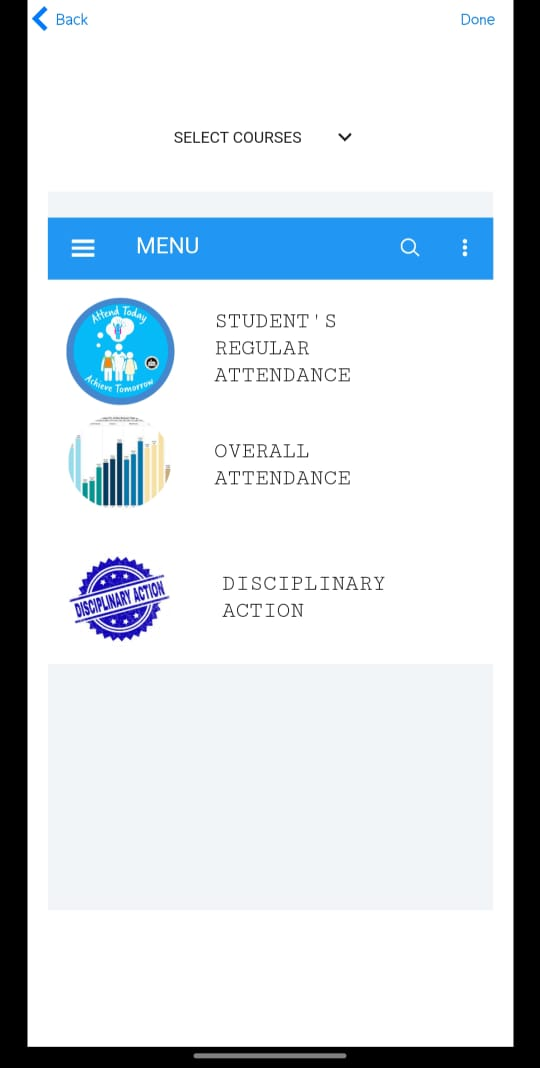 Back
Done
SELECT COURSES
MENU
Attend Today
Achieve Tomorrow
STUDENT'S
REGULAR
ATTENDANCE
OVERALL
ATTENDANCE
DISCIPLINARY ACTION
DISCIPLINARY
ACTION